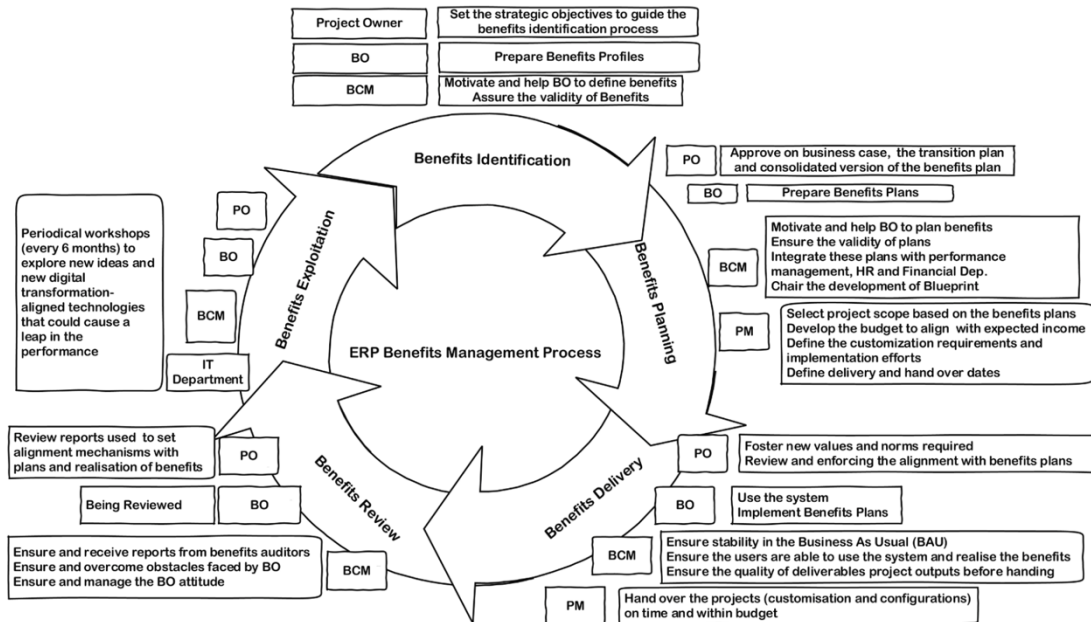 Project Owner
Set the strategic objectives to guide the
benefits identification process
BO
Prepare Benefits Profiles
BCM
Motivate and help BO to define benefits
Assure the validity of Benefits
Benefits Identification
PO
Approve on business case, the transition plan
and consolidated version of the benefits plan
BO
Prepare Benefits Plans
BCM
Motivate and help BO to plan benefits
Ensure the validity of plans
Integrate these plans with performance
management, HR and Financial Dep.
Chair the development of Blueprint
PM
Select project scope based on the benefits plans
Develop the budget to align with expected income
Define the customization requirements and
implementation efforts
Define delivery and hand over dates
Benefits Planning
ERP Benefits Management Process
PO
Foster new values and norms required
Review and enforcing the alignment with benefits plans
BO
Use the system
Implement Benefits Plans
BCM
Ensure stability in the Business As Usual (BAU)
Ensure the users are able to use the system and realise the benefits
Ensure the quality of deliverables project outputs before handing
PM
Hand over the projects (customisation and configurations)
on time and within budget
Benefits Delivery
Benefits Review
Review reports used to set
alignment mechanisms with
plans and realisation of benefits
PO
Being Reviewed
BO
Ensure and receive reports from benefits auditors
Ensure and overcome obstacles faced by BO
Ensure and manage the BO attitude
BCM
Benefits Exploitation
Periodical workshops
(every 6 months) to
explore new ideas and
new digital
transformation-
aligned technologies
that could cause a
leap in the
performance
PO
BO
BCM
IT
Department